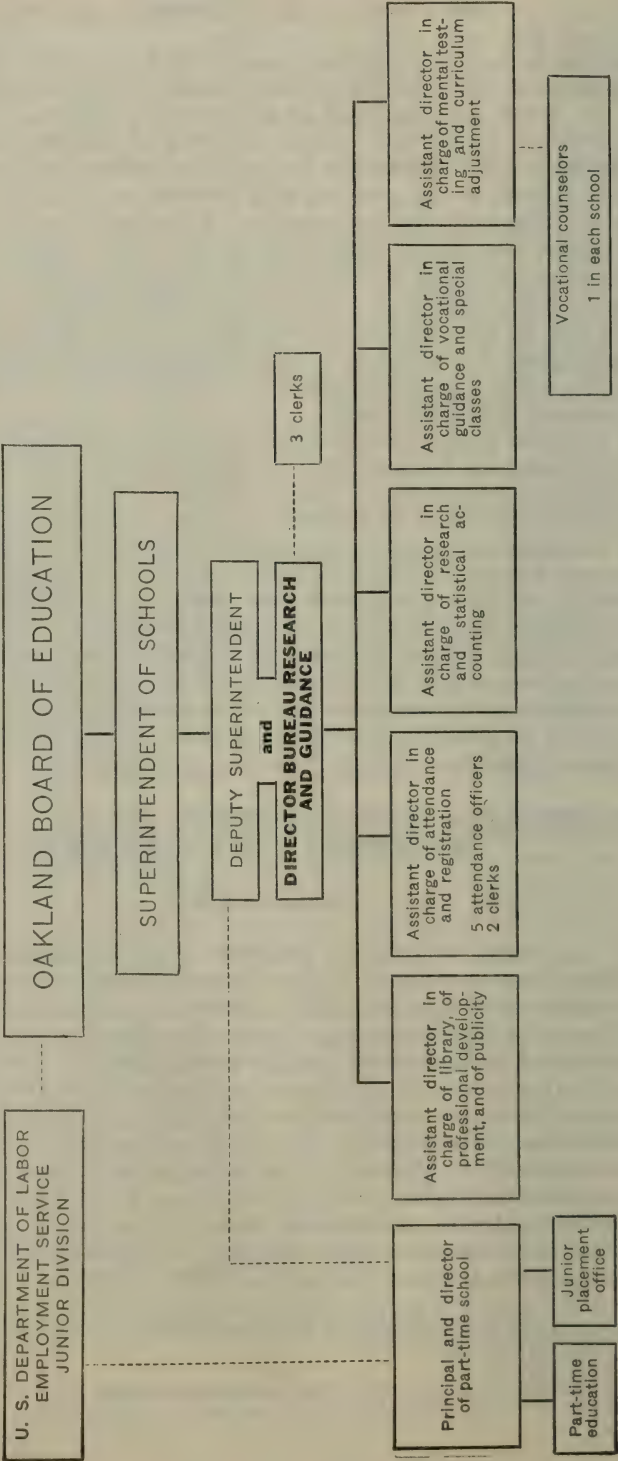 U. S. DEPARTMENT OF LABOR
EMPLOYMENT SERVICE
JUNIOR DIVISION
OAKLAND BOARD OF EDUCATION
SUPERINTENDENT OF SCHOOLS
DEPUTY SUPERINTENDENT
and
DIRECTOR BUREAU RESEARCH
AND GUIDANCE
3 clerks
Principal and director
of part-time school
Part-time
education
Junior
placement
office
Assistant director in
charge of library, of
professional develop-
ment, and of publicity
Assistant director in
charge of attendance
and registration
5 attendance officers
2 clerks
Assistant director in
charge of research
and statistical ac-
counting
Assistant director in
charge of vocational
guidance and special
classes
Assistant director in
charge of mental test-
ing and curriculum
adjustment
Vocational counselors
1 in each school